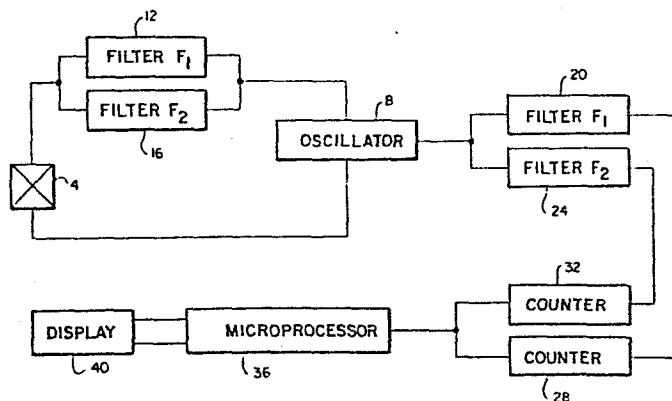 12
FILTER F1
FILTER F2
16
4
8
OSCILLATOR
20
FILTER F1
FILTER F2
24
32
COUNTER
COUNTER
28
MICROPROCESSOR
36
DISPLAY
40